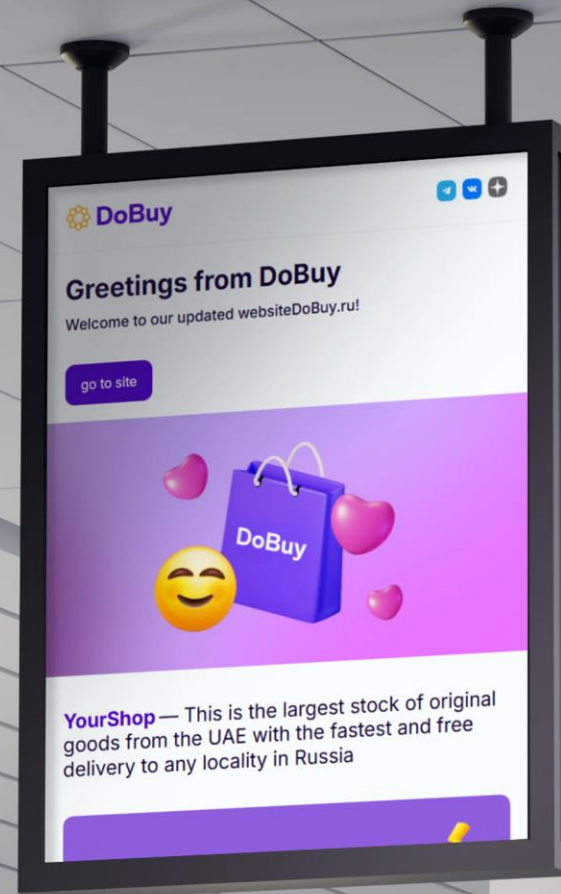 DoBuy
Greetings from DoBuy
Welcome to our updated websiteDoBuy.ru!
go to site
DoBuy
YourShop — This is the largest stock of original
goods from the UAE with the fastest and free
delivery to any locality in Russia